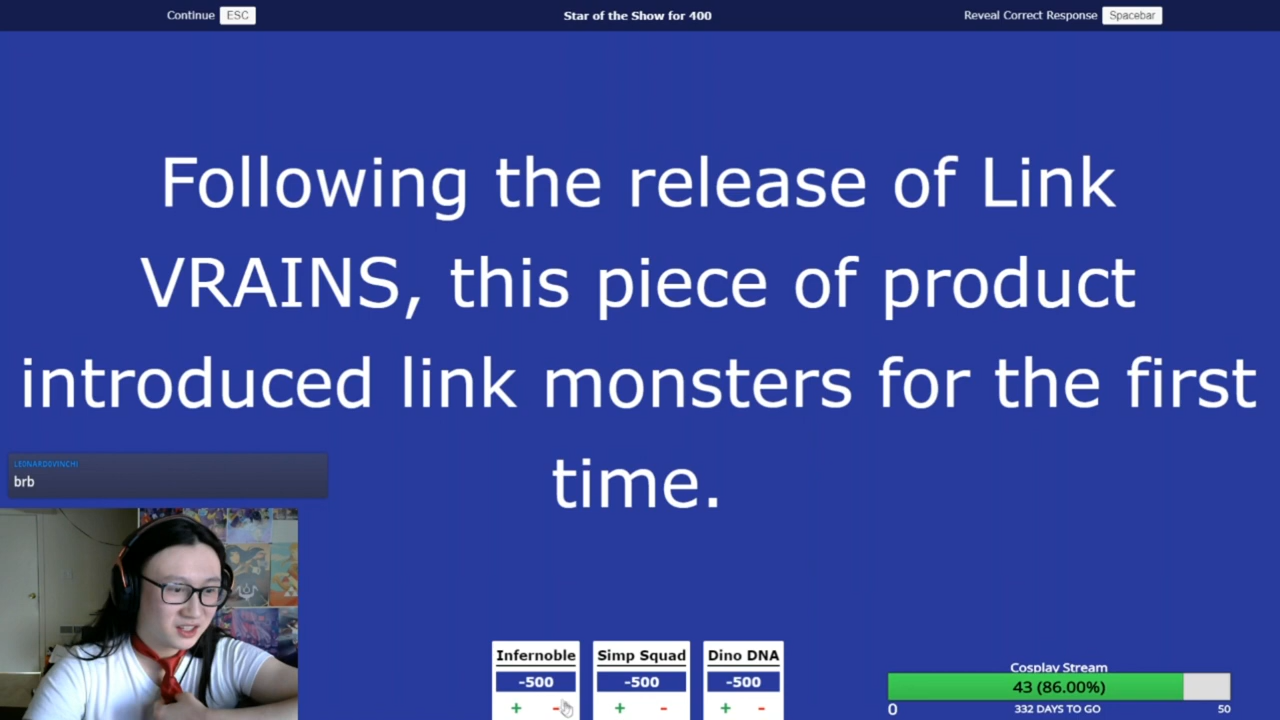 Continue ESC
Star of the Show for 400
Reveal Correct Response Spacebar
Following the release of Link
VRAINS, this piece of product
introduced link monsters for the first
time.
LEONARDOVINCHI
brb
Infernoble
-500
+ -
Simp Squad
-500
+ -
Dino DNA
-500
+ -
Cosplay Stream
43 (86.00%)
0 332 DAYS TO GO 50